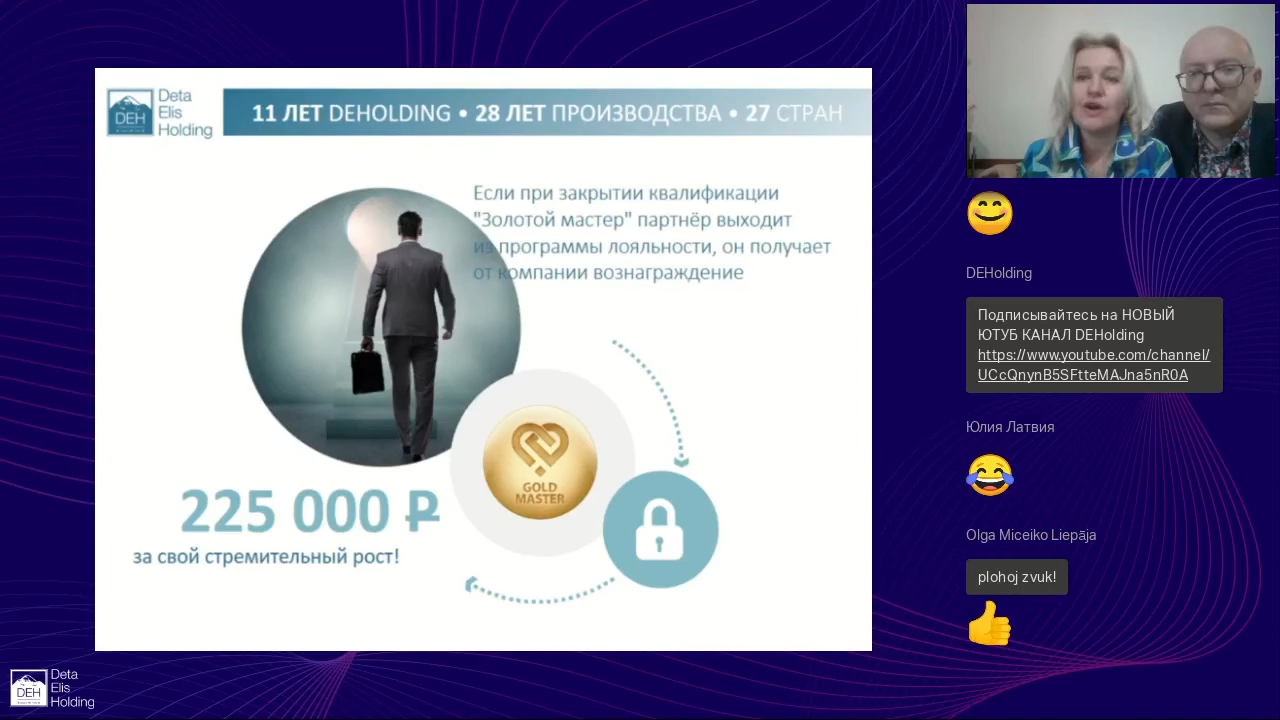 Deta
Elis
Holding
DEH
11 ЛЕТ DEHOLDING • 28 ЛЕТ ПРОИЗВОДСТВА • 27 СТРАН
Если при закрытии квалификации
"Золотой мастер" партнёр выходит
из программы лояльности, он получает
от компании вознаграждение
GOLD
MASTER
225 000 ₽
за свой стремительный рост!
DEHolding
Подписывайтесь на НОВЫЙ
ЮТУБ КАНАЛ DEHolding
https://www.youtube.com/channel/
UCcQnynB5SFtteMAJna5nR0A
Юлия Латвия
Olga Miceiko Liepāja
plohoj zvuk!
Deta
Elis
Holding
DEH